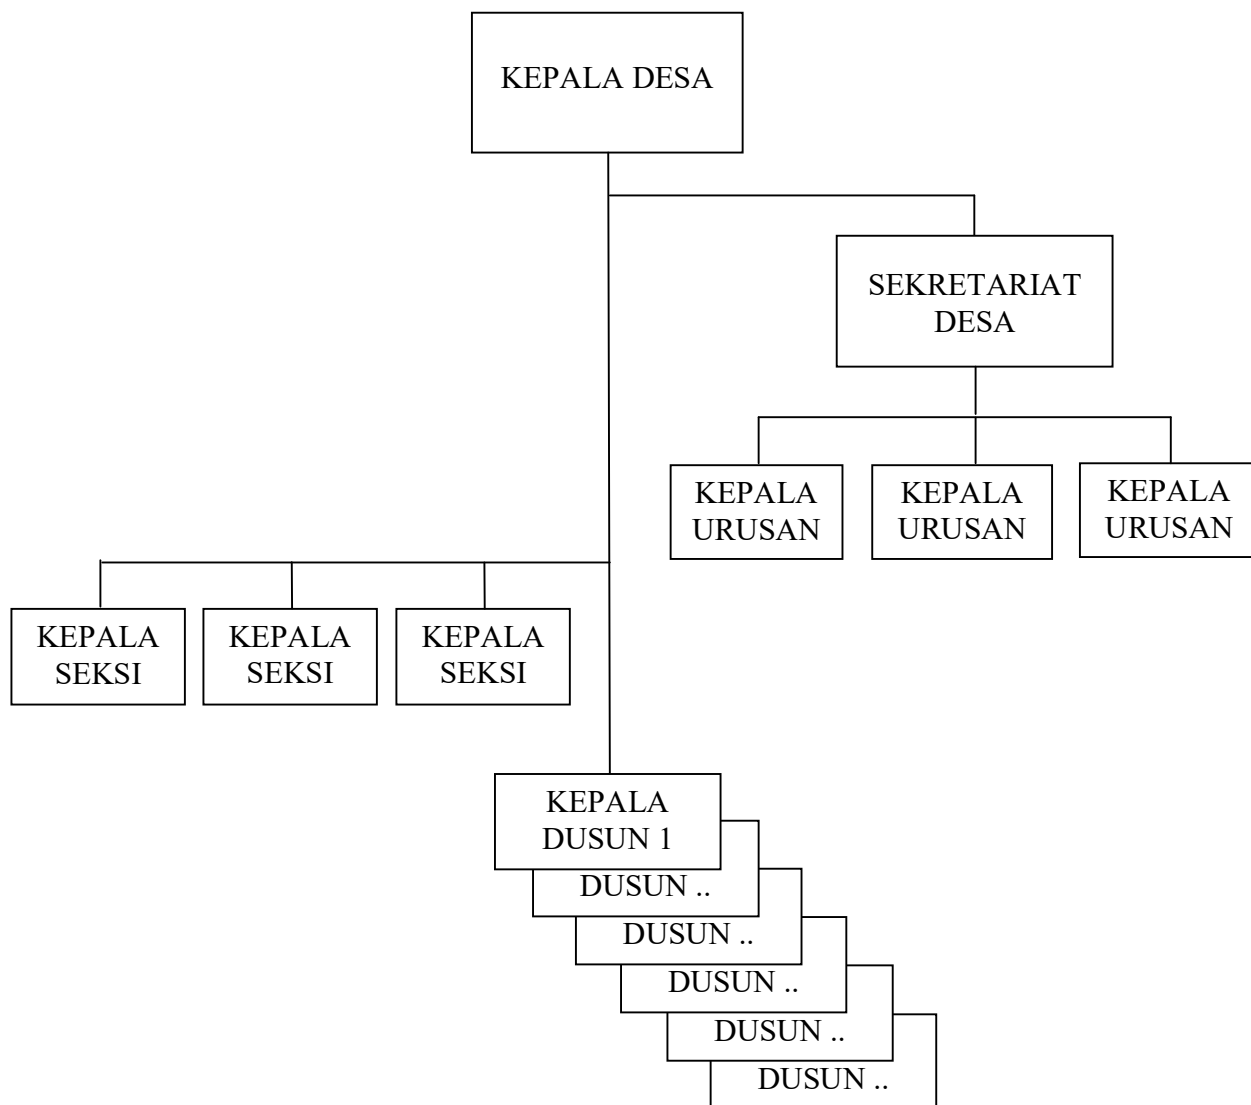 KEPALA DESA
SEKRETARIAT
DESA
KEPALA
URUSAN
KEPALA
URUSAN
KEPALA
URUSAN
KEPALA
SEKSI
KEPALA
SEKSI
KEPALA
SEKSI
KEPALA
DUSUN 1
DUSUN ..
DUSUN ..
DUSUN ..
DUSUN ..
DUSUN ..